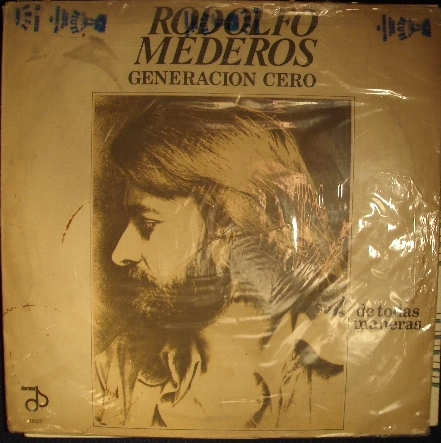 RODOLFO
MEDEROS
GENERACION CERO
de todas
maneras